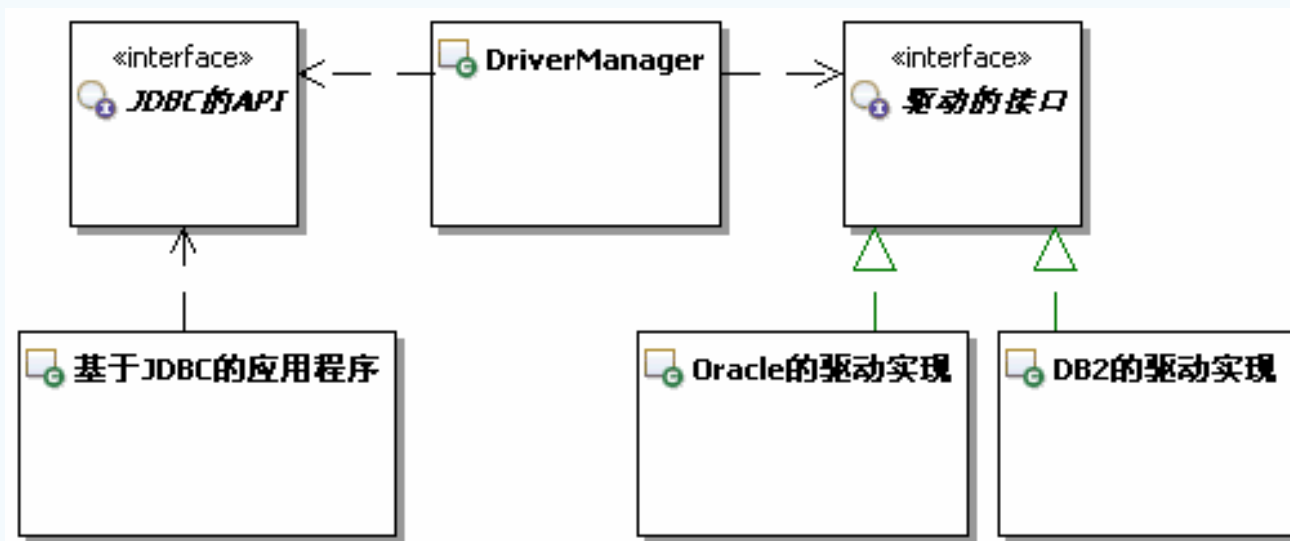 «interface»
JDBC的API
DriverManager
«interface»
驱动的接口
基于JDBC的应用程序
Oracle的驱动实现
DB2的驱动实现